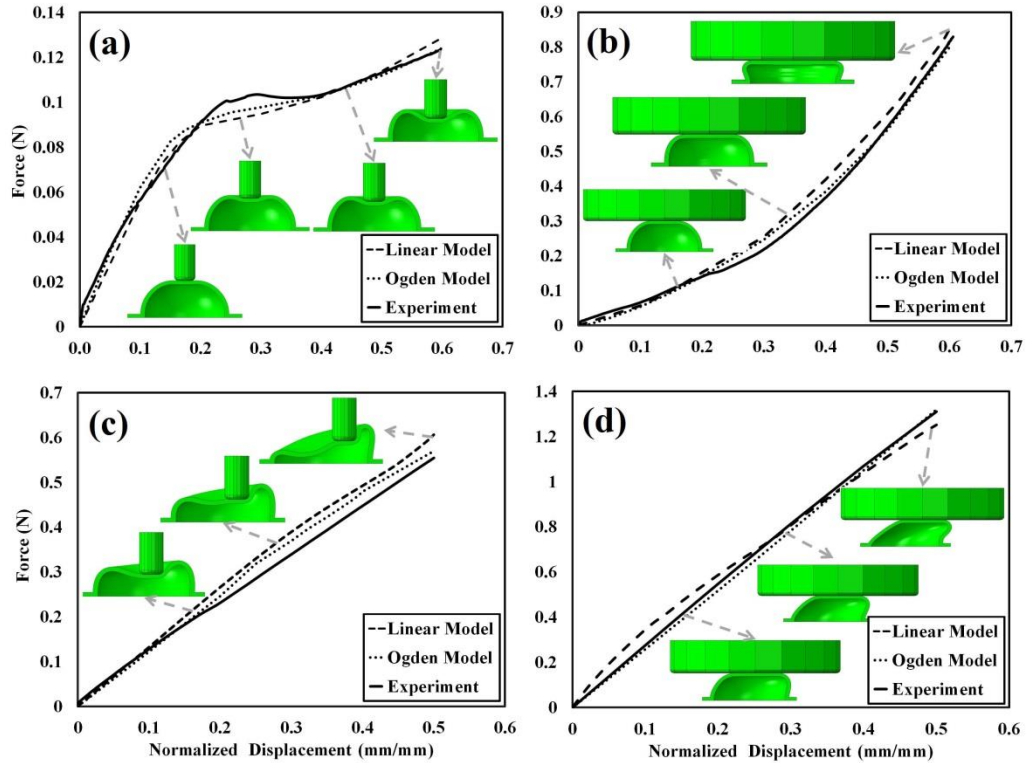 (a)
0.14
0.12
0.1
0.08
0.06
0.04
0.02
0
Force (N)
0.0 0.1 0.2 0.3 0.4 0.5 0.6 0.7
Linear Model
Ogden Model
Experiment
(b)
0.9
0.8
0.7
0.6
0.5
0.4
0.3
0.2
0.1
0
0 0.1 0.2 0.3 0.4 0.5 0.6 0.7
Linear Model
Ogden Model
Experiment
(c)
0.7
0.6
0.5
0.4
0.3
0.2
0.1
0
Force (N)
0 0.1 0.2 0.3 0.4 0.5 0.6
Normalized Displacement (mm/mm)
Linear Model
Ogden Model
Experiment
(d)
1.4
1.2
1
0.8
0.6
0.4
0.2
0
0 0.1 0.2 0.3 0.4 0.5 0.6
Normalized Displacement (mm/mm)
Linear Model
Ogden Model
Experiment